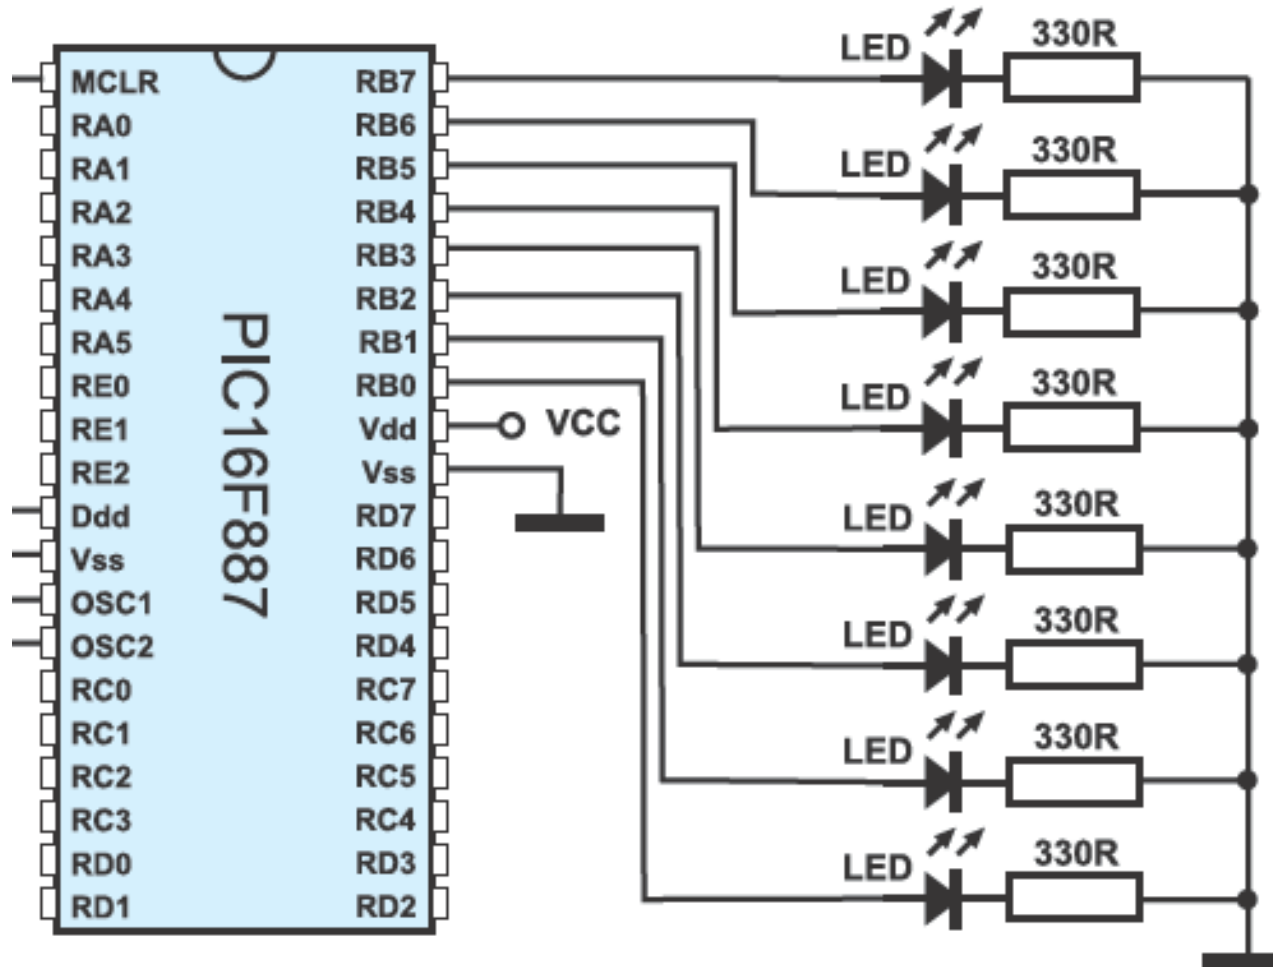 MCLR
RA0
RA1
RA2
RA3
RA4
RA5
RE0
RE1
RE2
Ddd
Vss
OSC1
OSC2
RC0
RC1
RC2
RC3
RD0
RD1
PIC16F887
RB7
RB6
RB5
RB4
RB3
RB2
RB1
RB0
Vdd
Vss
RD7
RD6
RD5
RD4
RC7
RC6
RC5
RC4
RD3
RD2
VCC
LED 330R
LED 330R
LED 330R
LED 330R
LED 330R
LED 330R
LED 330R
LED 330R